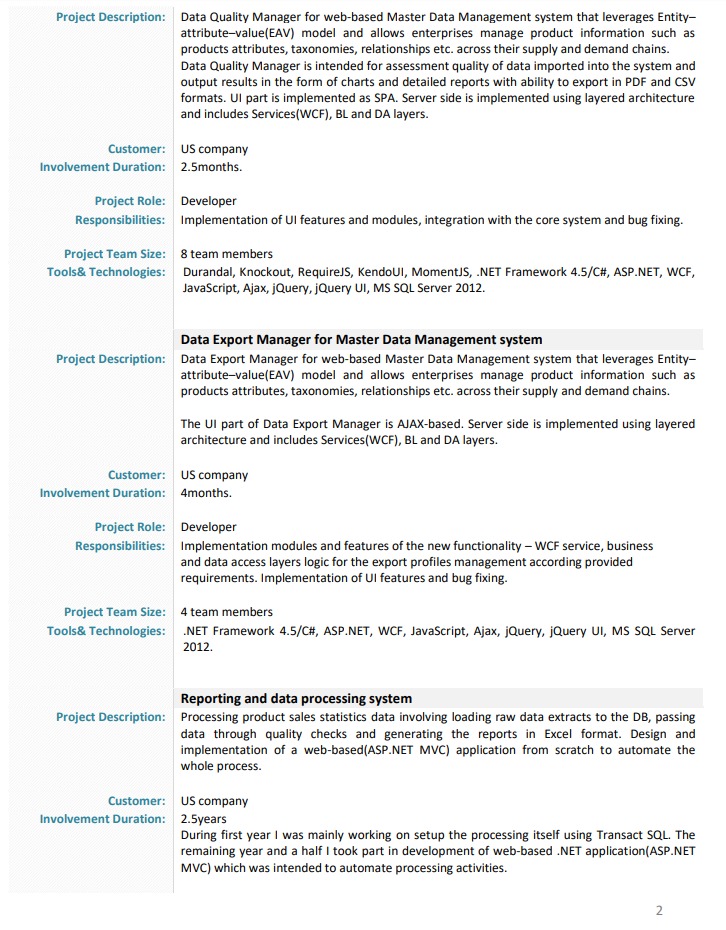 Project Description: Data Quality Manager for web-based Master Data Management system that leverages Entity–
attribute–value(EAV) model and allows enterprises manage product information such as
products attributes, taxonomies, relationships etc. across their supply and demand chains.
Data Quality Manager is intended for assessment quality of data imported into the system and
output results in the form of charts and detailed reports with ability to export in PDF and CSV
formats. UI part is implemented as SPA. Server side is implemented using layered architecture
and includes Services(WCF), BL and DA layers.
Customer: US company
Involvement Duration: 2.5months.
Project Role: Developer
Responsibilities: Implementation of UI features and modules, integration with the core system and bug fixing.
Project Team Size: 8 team members
Tools& Technologies: Durandal, Knockout, RequireJS, KendoUI, MomentJS, .NET Framework 4.5/C#, ASP.NET, WCF,
JavaScript, Ajax, jQuery, jQuery UI, MS SQL Server 2012.
Data Export Manager for Master Data Management system
Project Description: Data Export Manager for web-based Master Data Management system that leverages Entity–
attribute–value(EAV) model and allows enterprises manage product information such as
products attributes, taxonomies, relationships etc. across their supply and demand chains.
The UI part of Data Export Manager is AJAX-based. Server side is implemented using layered
architecture and includes Services(WCF), BL and DA layers.
Customer: US company
Involvement Duration: 4months.
Project Role: Developer
Responsibilities: Implementation modules and features of the new functionality – WCF service, business
and data access layers logic for the export profiles management according provided
requirements. Implementation of UI features and bug fixing.
Project Team Size: 4 team members
Tools& Technologies: .NET Framework 4.5/C#, ASP.NET, WCF, JavaScript, Ajax, jQuery, jQuery UI, MS SQL Server
2012.
Reporting and data processing system
Project Description: Processing product sales statistics data involving loading raw data extracts to the DB, passing
data through quality checks and generating the reports in Excel format. Design and
implementation of a web-based(ASP.NET MVC) application from scratch to automate the
whole process.
Customer: US company
Involvement Duration: 2.5years
During first year I was mainly working on setup the processing itself using Transact SQL. The
remaining year and a half I took part in development of web-based .NET application(ASP.NET
MVC) which was intended to automate processing activities.
2